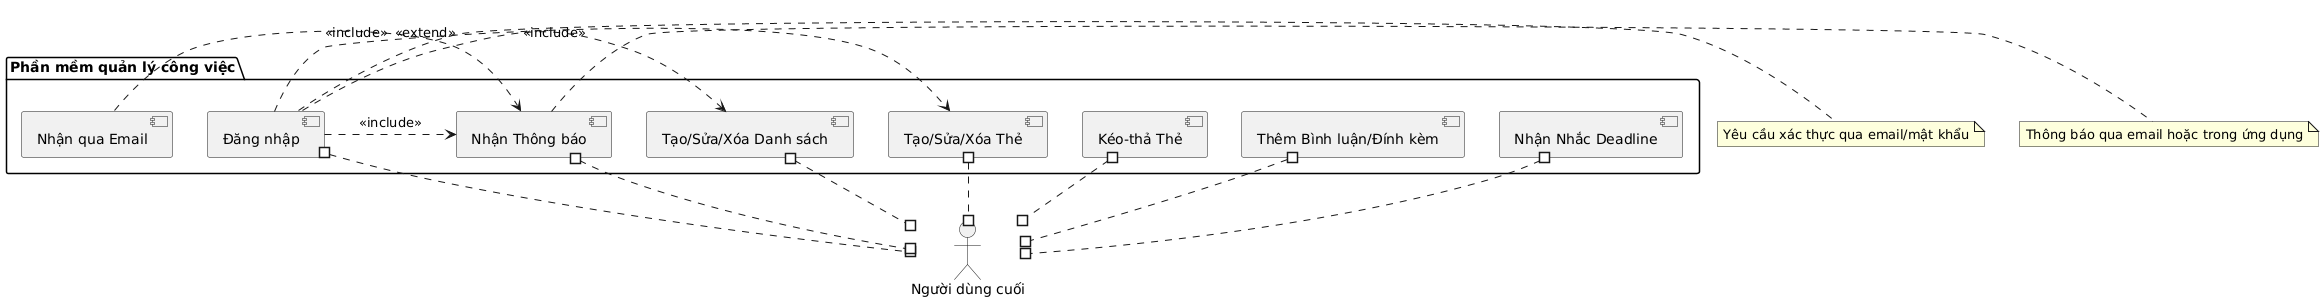 «include» «extend» «include»
Phần mềm quản lý công việc
«include»
Nhận qua Email
Đăng nhập
Nhận Thông báo
Tạo/Sửa/Xóa Danh sách
Tạo/Sửa/Xóa Thẻ
Kéo-thả Thẻ
Thêm Bình luận/Đính kèm
Nhận Nhắc Deadline
Yêu cầu xác thực qua email/mật khẩu
Thông báo qua email hoặc trong ứng dụng
Người dùng cuối